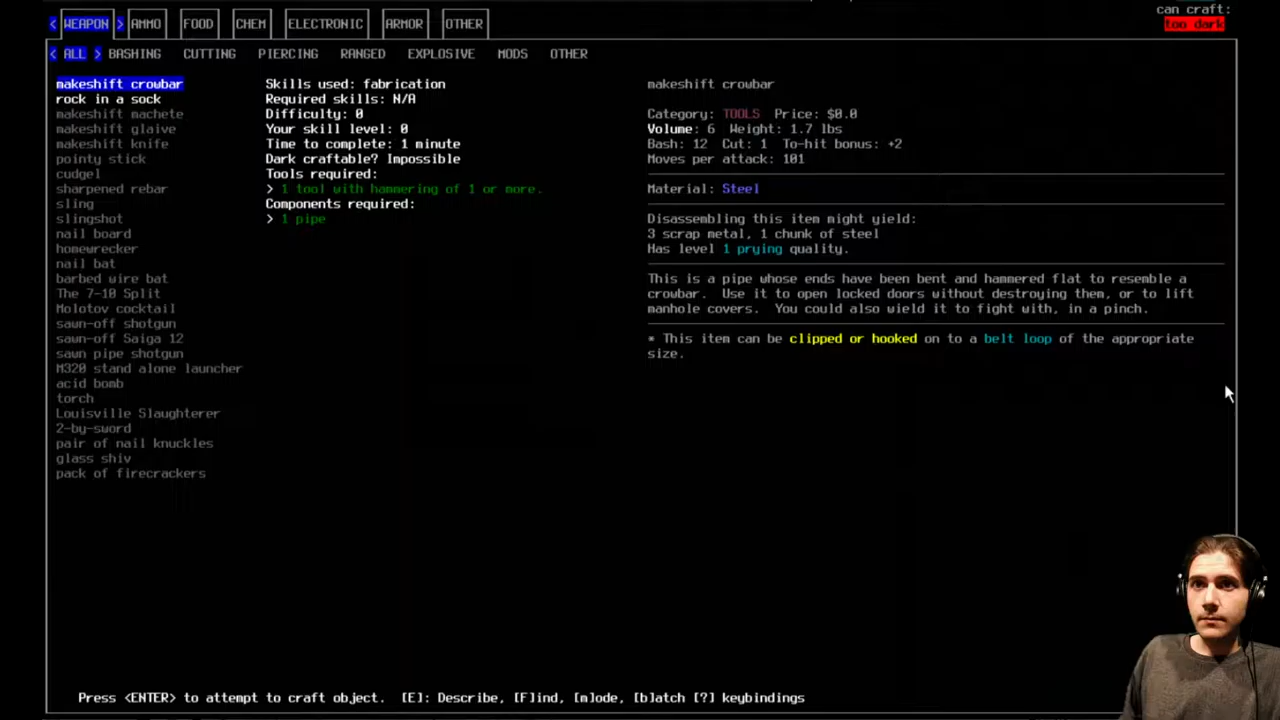 can craft:
< WEAPON > AMMO FOOD CHEM ELECTRONIC ARMOR OTHER
too dark
< ALL > BASHING CUTTING PIERCING RANGED EXPLOSIVE MODS OTHER
makeshift crowbar
rock in a sock
makeshift machete
makeshift glaive
makeshift knife
pointy stick
cudgel
sharpened rebar
sling
slingshot
nail board
homewrecker
nail bat
barbed wire bat
The 7-10 Split
Molotov cocktail
sawn-off shotgun
sawn-off Saiga 12
sawn pipe shotgun
M320 stand alone launcher
acid bomb
torch
Louisville Slaughterer
2-by-sword
pair of nail knuckles
glass shiv
pack of firecrackers
Skills used: fabrication
Required skills: N/A
Difficulty: 0
Your skill level: 0
Time to complete: 1 minute
Dark craftable? Impossible
Tools required:
> 1 tool with hammering of 1 or more.
Components required:
> 1 pipe
makeshift crowbar
Category: TOOLS Price: $0.0
Volume: 6 Weight: 1.7 lbs
Bash: 12 Cut: 1 To-hit bonus: +2
Moves per attack: 101
Material: Steel
Disassembling this item might yield:
3 scrap metal, 1 chunk of steel
Has level 1 prying quality.
This is a pipe whose ends have been bent and hammered flat to resemble a
crowbar. Use it to open locked doors without destroying them, or to lift
manhole covers. You could also wield it to fight with, in a pinch.
* This item can be clipped or hooked on to a belt loop of the appropriate
size.
Press <ENTER> to attempt to craft object. [E]: Describe, [F]ind, [m]ode, [b]atch [?] keybindings